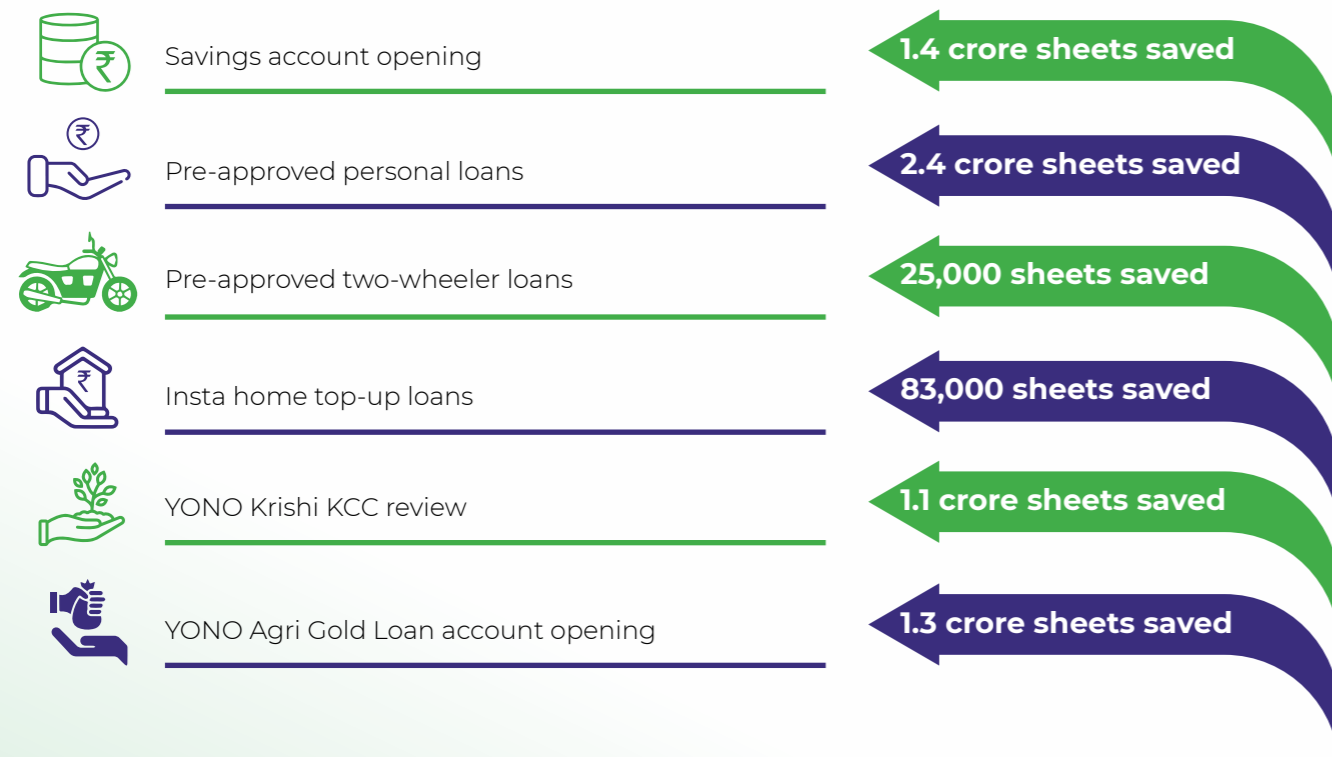 ₹
Savings account opening
1.4 crore sheets saved
₹
Pre-approved personal loans
2.4 crore sheets saved
Pre-approved two-wheeler loans
25,000 sheets saved
₹
Insta home top-up loans
83,000 sheets saved
YONO Krishi KCC review
1.1 crore sheets saved
YONO Agri Gold Loan account opening
1.3 crore sheets saved